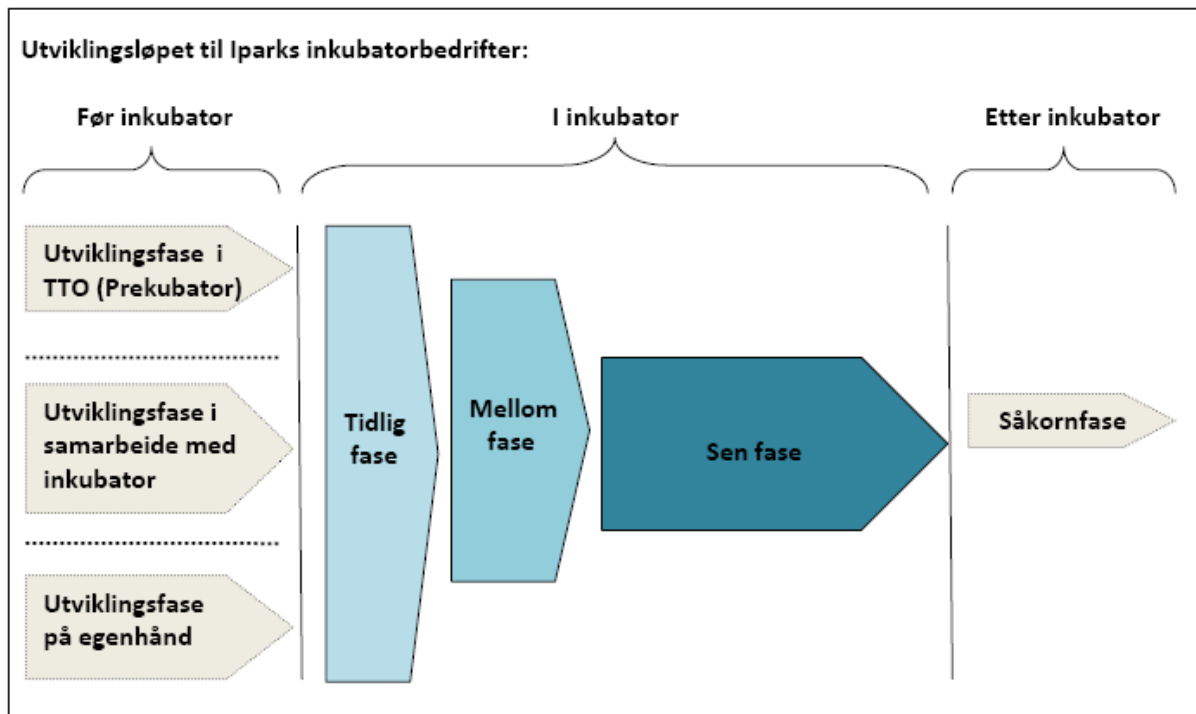 Utviklingsløpet til Iparks inkubatorbedrifter:
Før inkubator
I inkubator
Etter inkubator
Utviklingsfase i
TTO (Prekubator)
Utviklingsfase i
samarbeide med
inkubator
Utviklingsfase
på egenhånd
Tidlig
fase
Mellom
fase
Sen fase
Såkornfase